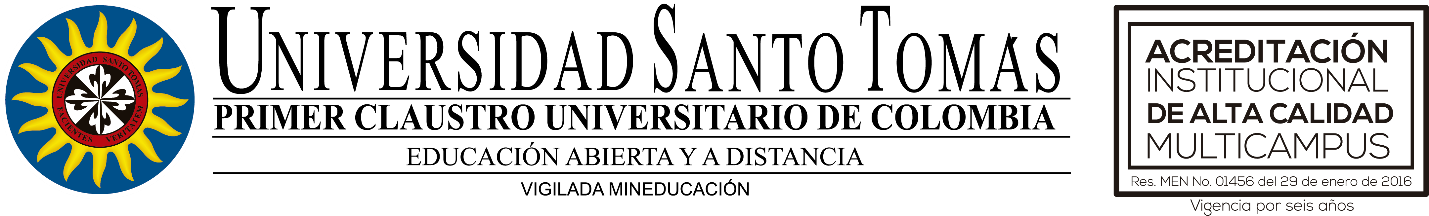 UNIVERSIDAD SANTO TOMÁS
PRIMER CLAUSTRO UNIVERSITARIO DE COLOMBIA
EDUCACIÓN ABIERTA Y A DISTANCIA
VIGILADA MINEDUCACIÓN
ACREDITACIÓN
INSTITUCIONAL
DE ALTA CALIDAD
MULTICAMPUS
Res. MEN No. 01456 del 29 de enero de 2016
Vigencia por seis años